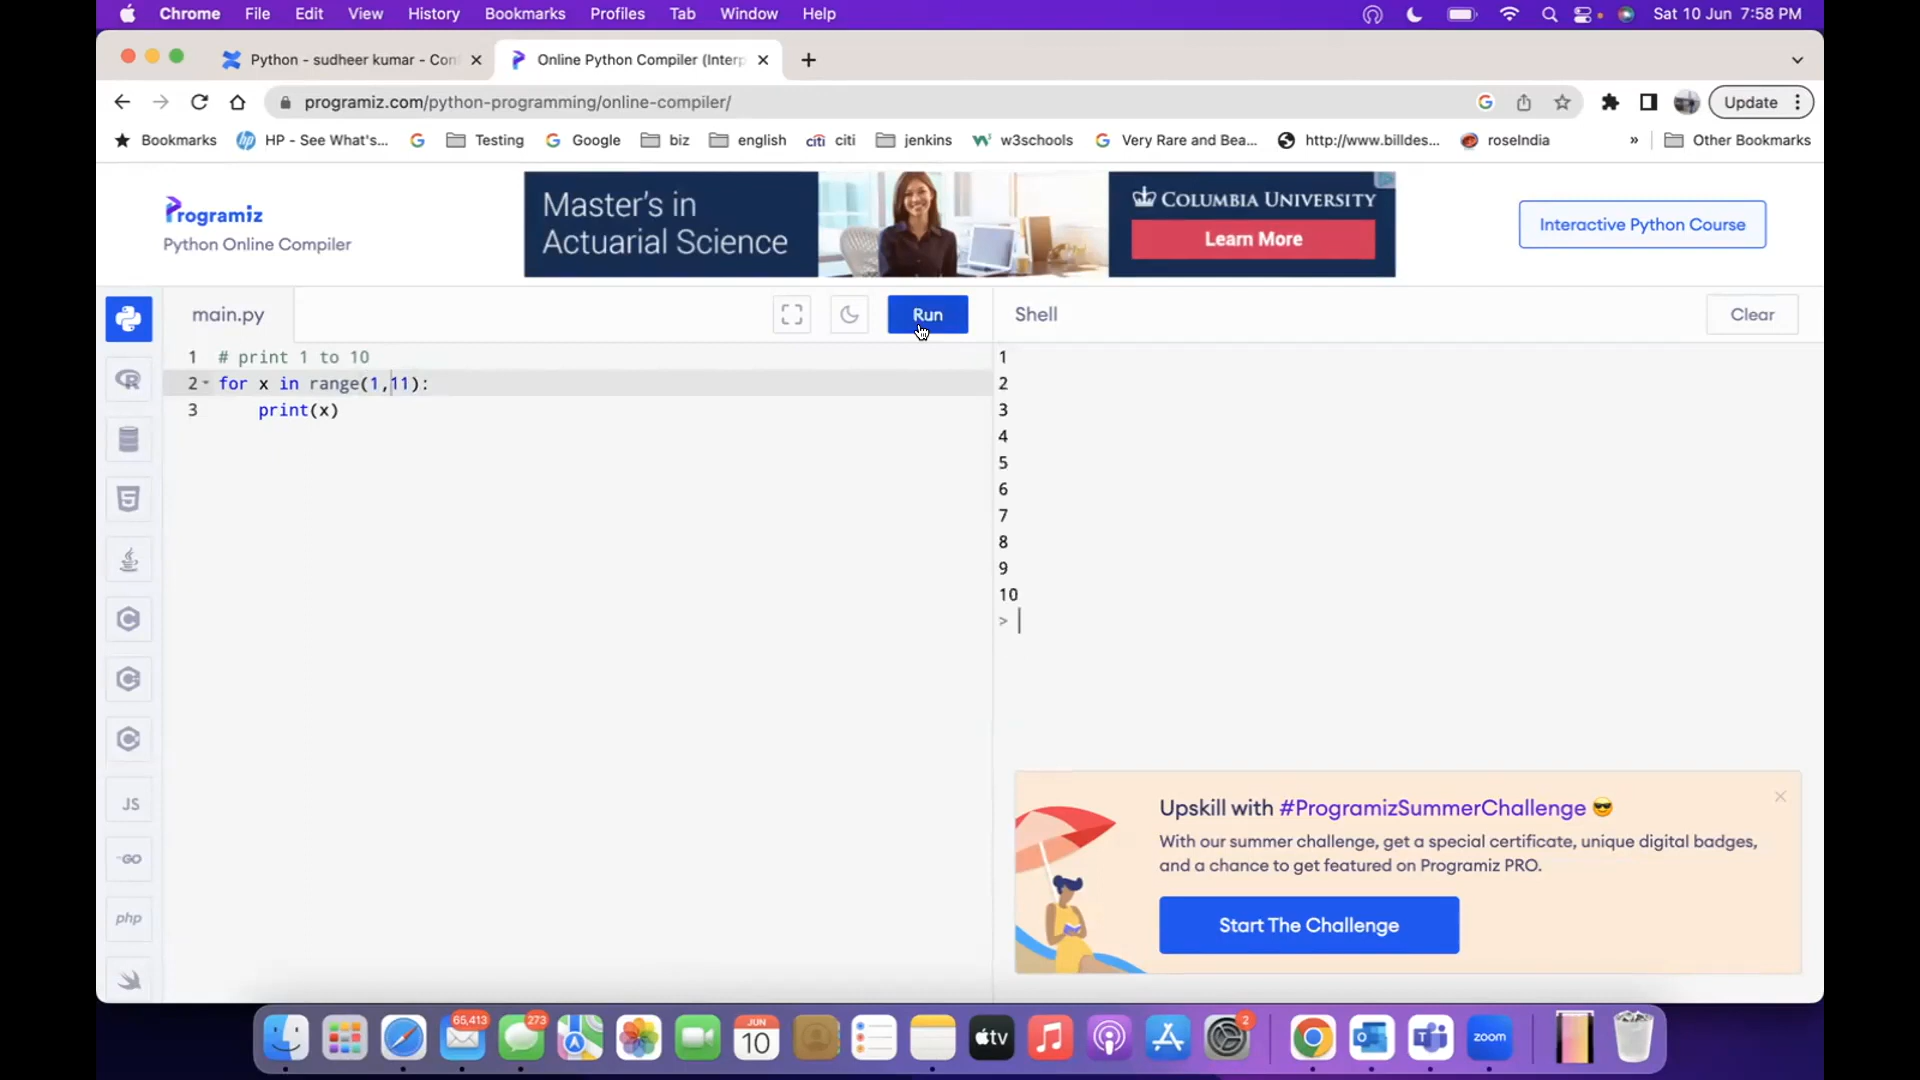 Chrome File Edit View History Bookmarks Profiles Tab Window Help Sat 10 Jun 7:58 PM
Python - sudheer kumar - Con
Online Python Compiler (Interp
programiz.com/python-programming/online-compiler/
Update
Bookmarks HP - See What's... Testing Google biz english citi citi jenkins w3schools Very Rare and Bea... http://www.billdes... roseIndia » Other Bookmarks
Programiz
Python Online Compiler
Master's in
Actuarial Science
COLUMBIA UNIVERSITY
Learn More
Interactive Python Course
main.py
Run
Shell
Clear
1 # print 1 to 10
2 for x in range(1,11):
3 print(x)
1
2
3
4
5
6
7
8
9
10
>
R
JS
GO
php
Upskill with #ProgramizSummerChallenge 😎
With our summer challenge, get a special certificate, unique digital badges,
and a chance to get featured on Programiz PRO.
Start The Challenge
65,413
273
JUN
10
tv
2
zoom